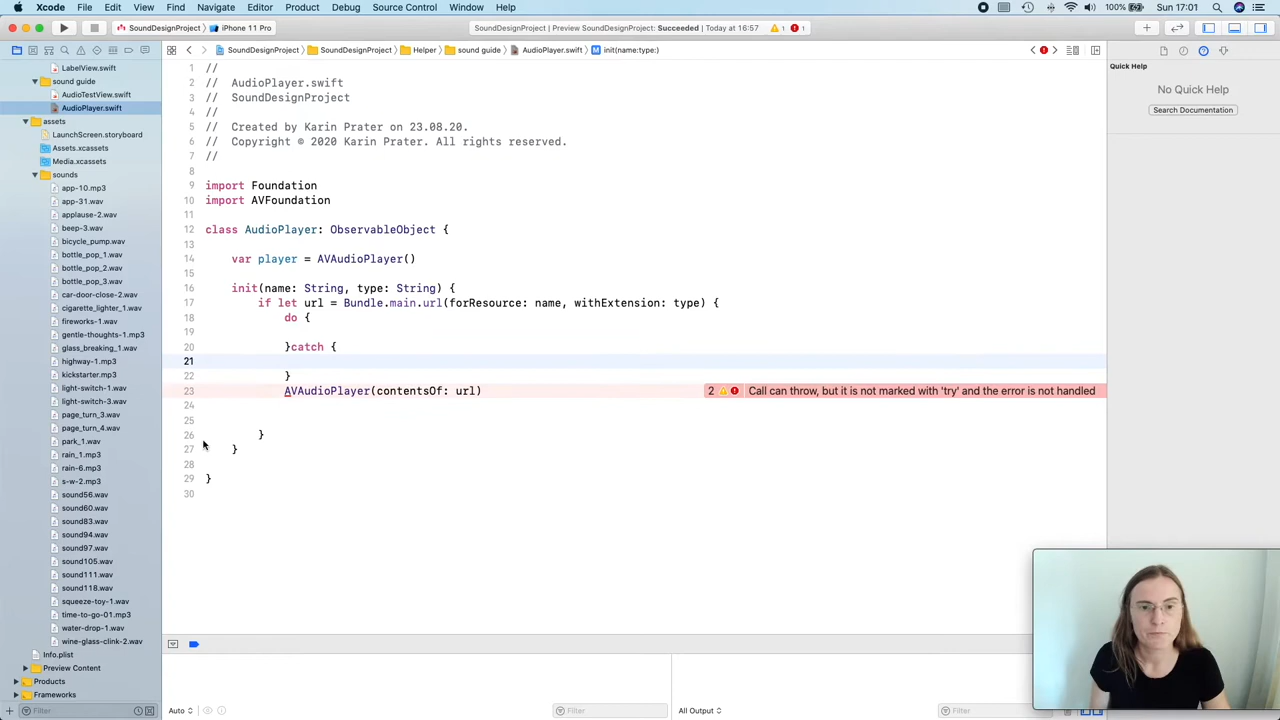 Xcode File Edit View Find Navigate Editor Product Debug Source Control Window Help 100% Sun 17:01
SoundDesignProject iPhone 11 Pro SoundDesignProject | Preview SoundDesignProject: Succeeded | Today at 16:57 1 1
SoundDesignProject SoundDesignProject Helper sound guide AudioPlayer.swift M init(name:type:)
LabelView.swift
sound guide
AudioTestView.swift
AudioPlayer.swift
assets
LaunchScreen.storyboard
Assets.xcassets
Media.xcassets
sounds
app-10.mp3
app-31.wav
applause-2.wav
beep-3.wav
bicycle_pump.wav
bottle_pop_1.wav
bottle_pop_2.wav
bottle_pop_3.wav
car-door-close-2.wav
cigarette_lighter_1.wav
fireworks-1.wav
gentle-thoughts-1.mp3
glass_breaking_1.wav
highway-1.mp3
kickstarter.mp3
light-switch-1.wav
light-switch-3.wav
page_turn_3.wav
page_turn_4.wav
park_1.wav
rain_1.mp3
rain-6.mp3
s-w-2.mp3
sound56.wav
sound60.wav
sound83.wav
sound94.wav
sound97.wav
sound105.wav
sound111.wav
sound118.wav
squeeze-toy-1.wav
time-to-go-01.mp3
water-drop-1.wav
wine-glass-clink-2.wav
Info.plist
Preview Content
Products
Frameworks
Filter
1 //
2 // AudioPlayer.swift
3 // SoundDesignProject
4 //
5 // Created by Karin Prater on 23.08.20.
6 // Copyright © 2020 Karin Prater. All rights reserved.
7 //
8
9 import Foundation
10 import AVFoundation
11
12 class AudioPlayer: ObservableObject {
13
14 var player = AVAudioPlayer()
15
16 init(name: String, type: String) {
17 if let url = Bundle.main.url(forResource: name, withExtension: type) {
18 do {
19
20 }catch {
21
22 }
23 AVAudioPlayer(contentsOf: url) 2 Call can throw, but it is not marked with 'try' and the error is not handled
24
25
26 }
27 }
28
29 }
30
Quick Help
No Quick Help
Search Documentation
Auto Filter All Output Filter